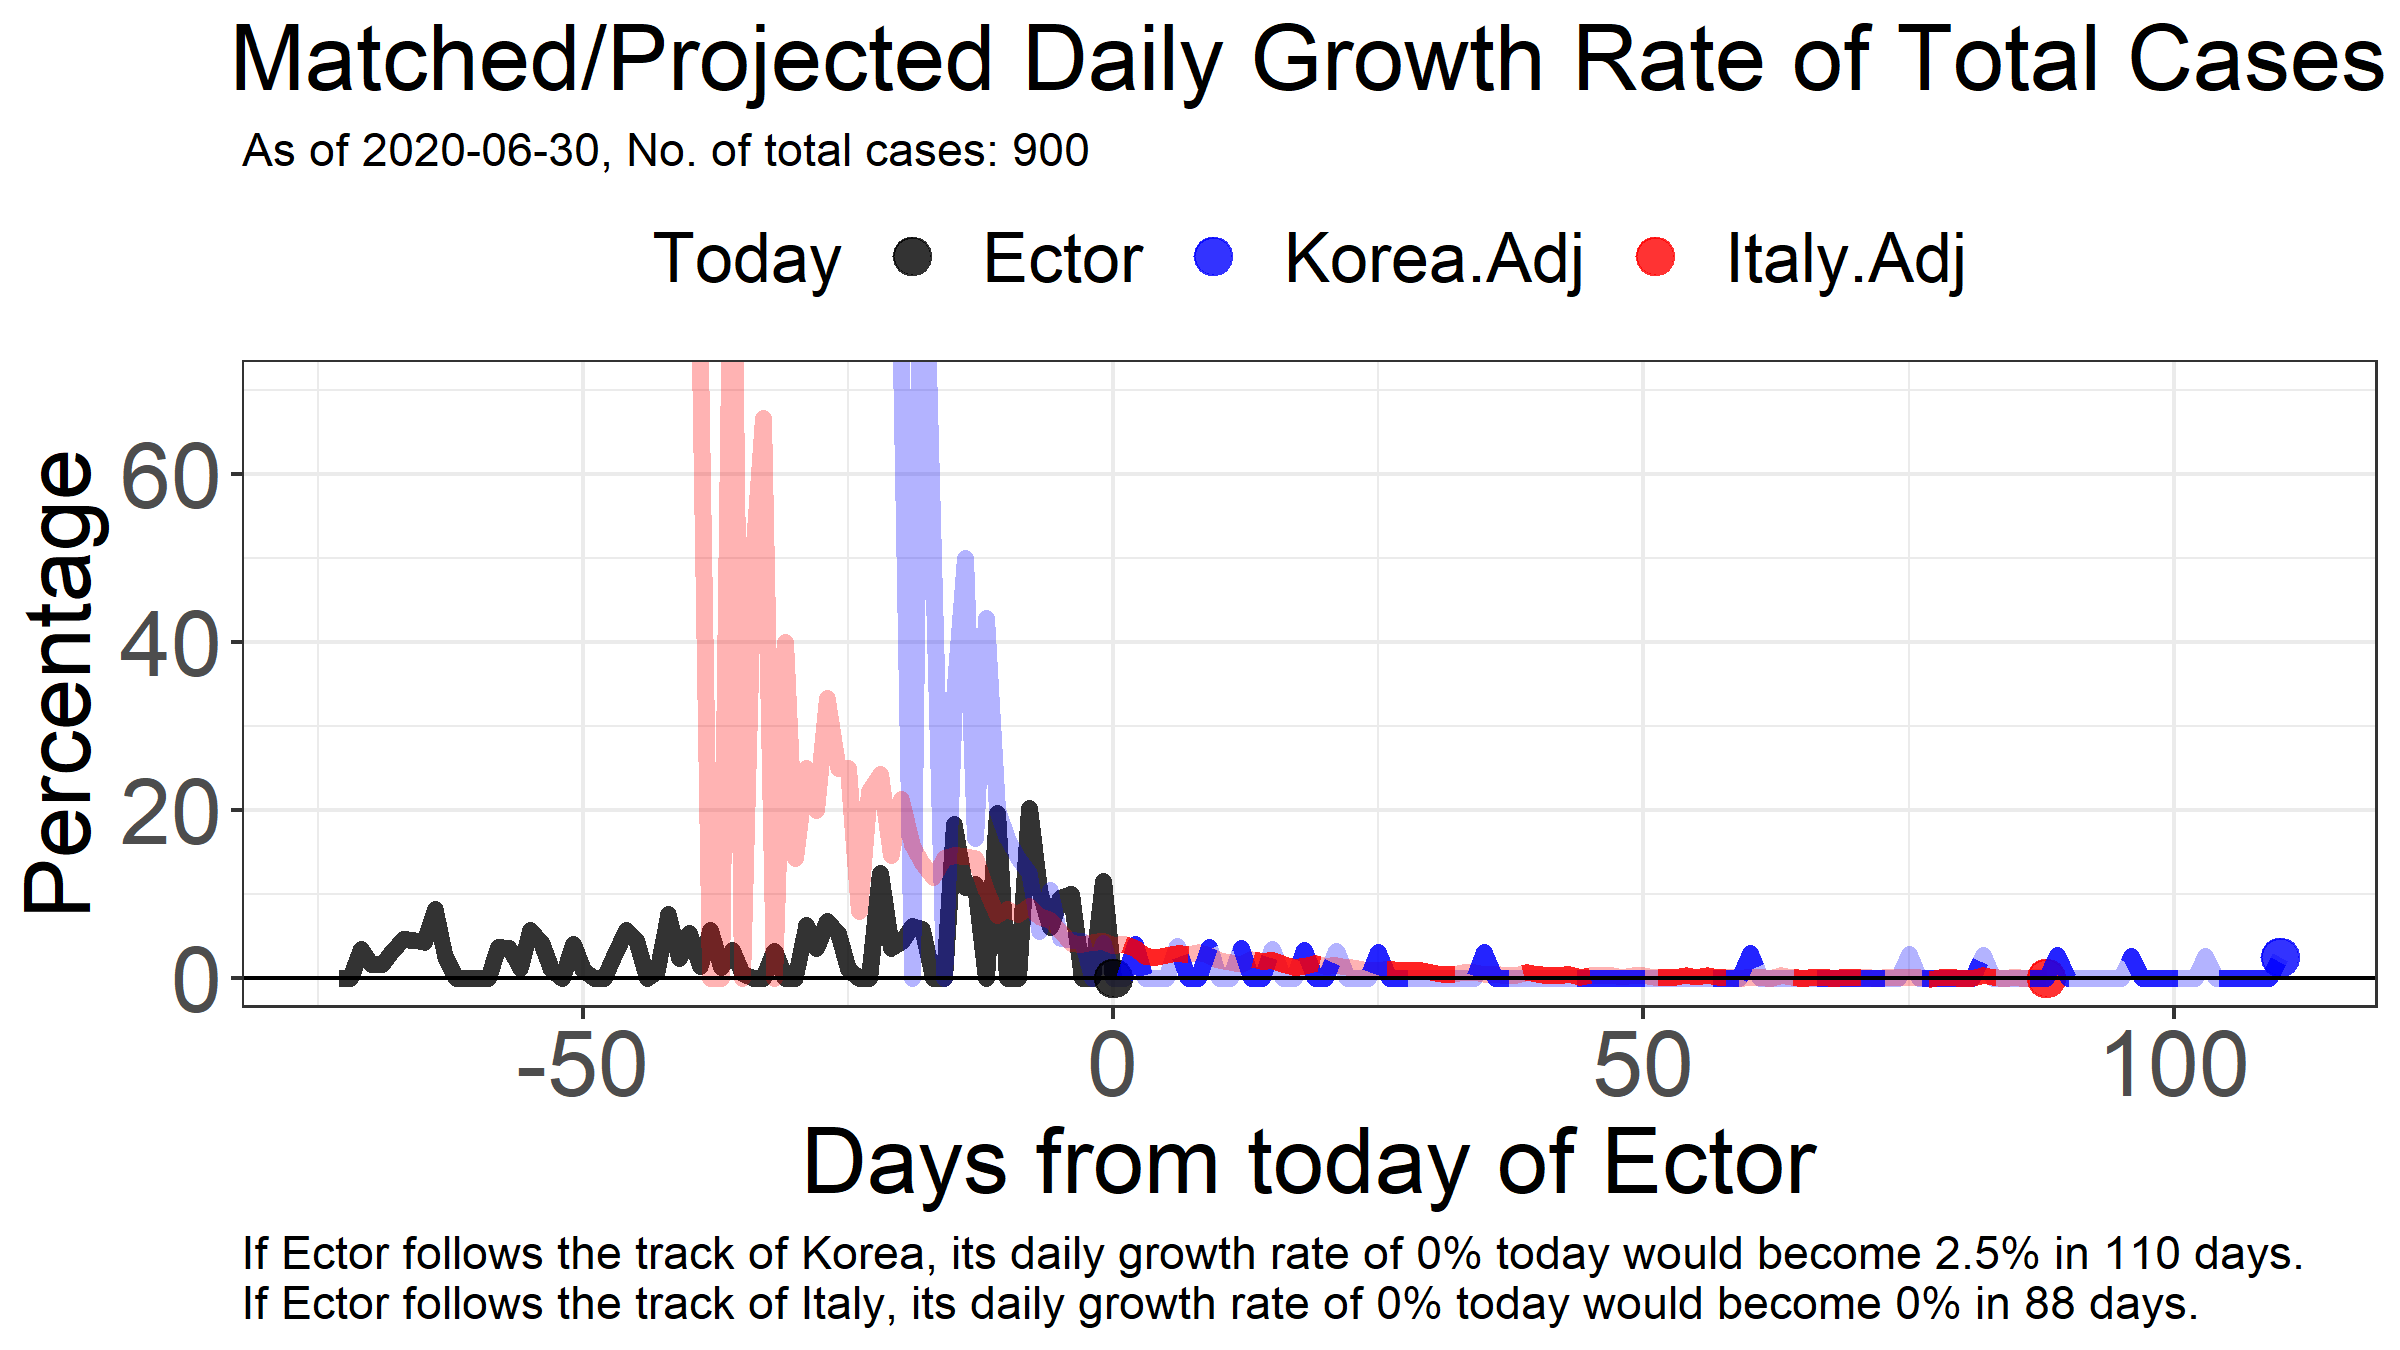 Matched/Projected Daily Growth Rate of Total Cases
As of 2020-06-30, No. of total cases: 900
Today Ector Korea.Adj Italy.Adj
Percentage
60
40
20
0
-50 0 50 100
Days from today of Ector
If Ector follows the track of Korea, its daily growth rate of 0% today would become 2.5% in 110 days.
If Ector follows the track of Italy, its daily growth rate of 0% today would become 0% in 88 days.